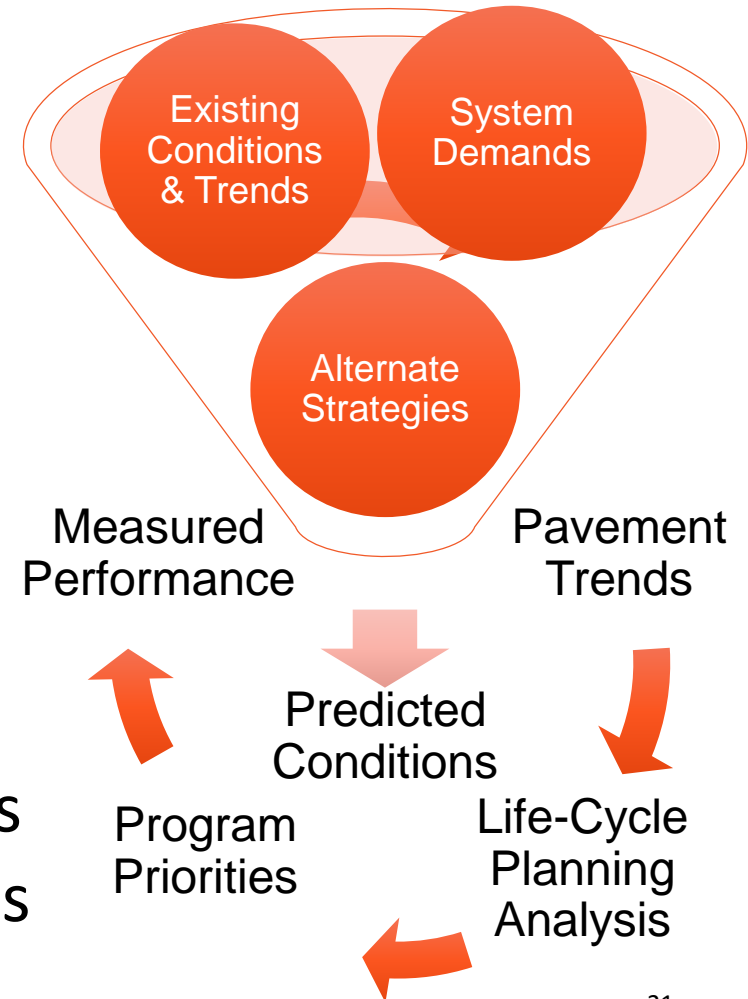 Existing
Conditions
& Trends
System
Demands
Alternate
Strategies
Measured
Performance
Pavement
Trends
Predicted
Conditions
Program
Priorities
Life-Cycle
Planning
Analysis
s
s